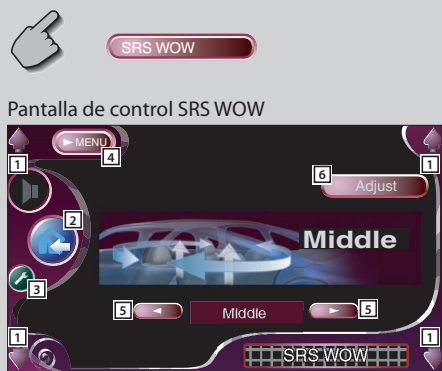 SRS WOW
Pantalla de control SRS WOW
► MENU
1
4
1
6
Adjust
2
Middle
3
5
◄
Middle
►
5
1
SRS WOW
1